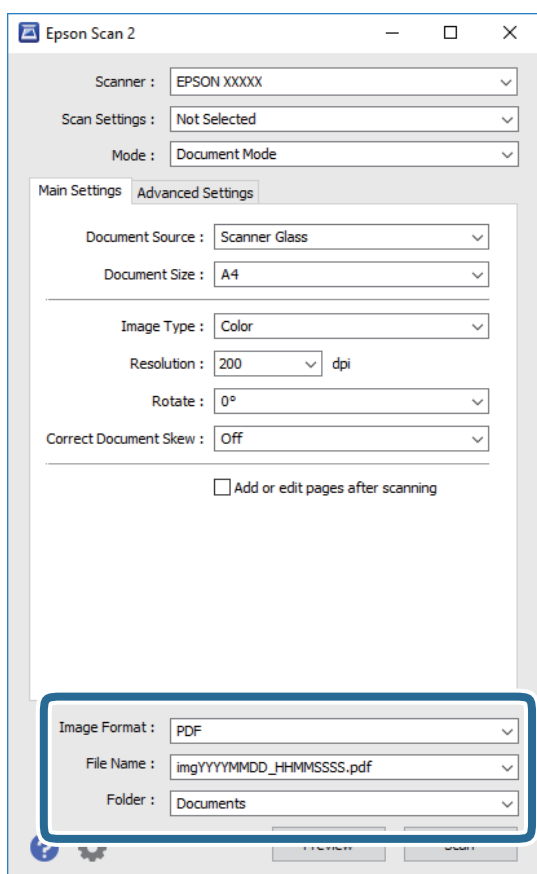 Epson Scan 2
Scanner : EPSON XXXXX
Scan Settings : Not Selected
Mode : Document Mode
Main Settings Advanced Settings
Document Source : Scanner Glass
Document Size : A4
Image Type : Color
Resolution : 200 dpi
Rotate : 0°
Correct Document Skew : Off
Add or edit pages after scanning
Image Format : PDF
File Name : imgYYYYMMDD_HHMMSSSS.pdf
Folder : Documents
? Preview Scan